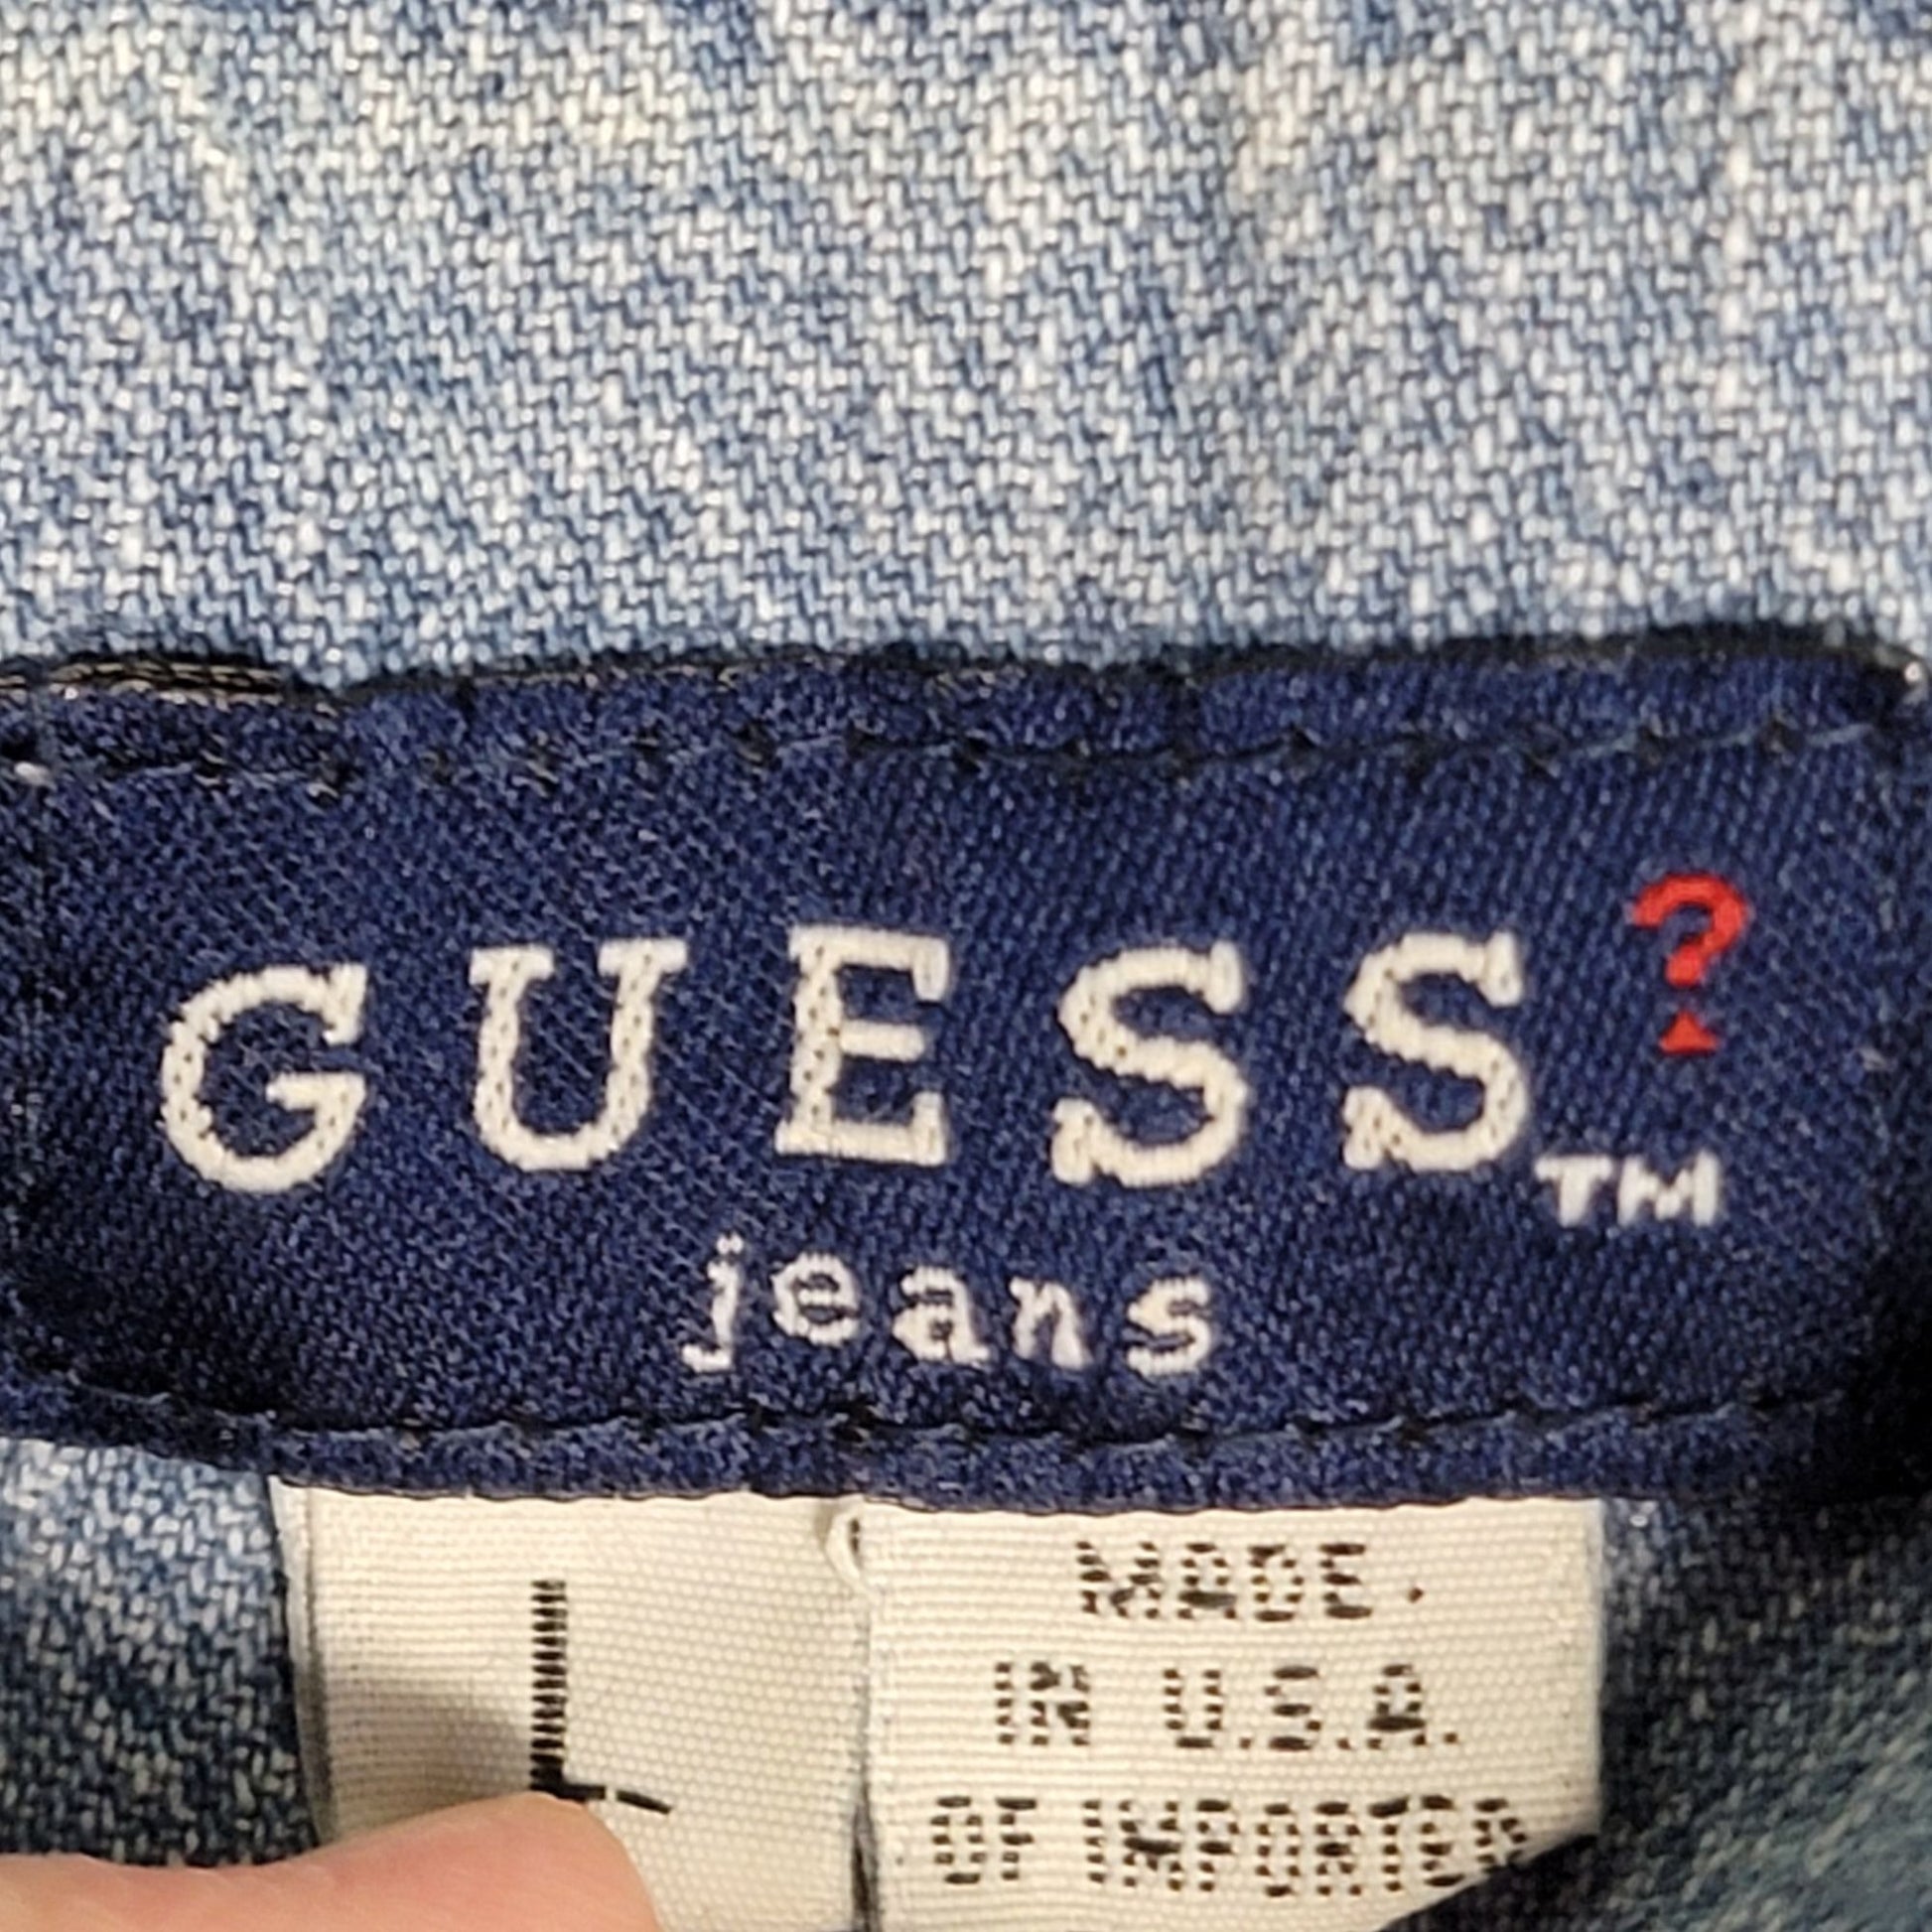 GUESS?
TM
jeans
L
MADE
IN U.S.A.
OF IMPORTED